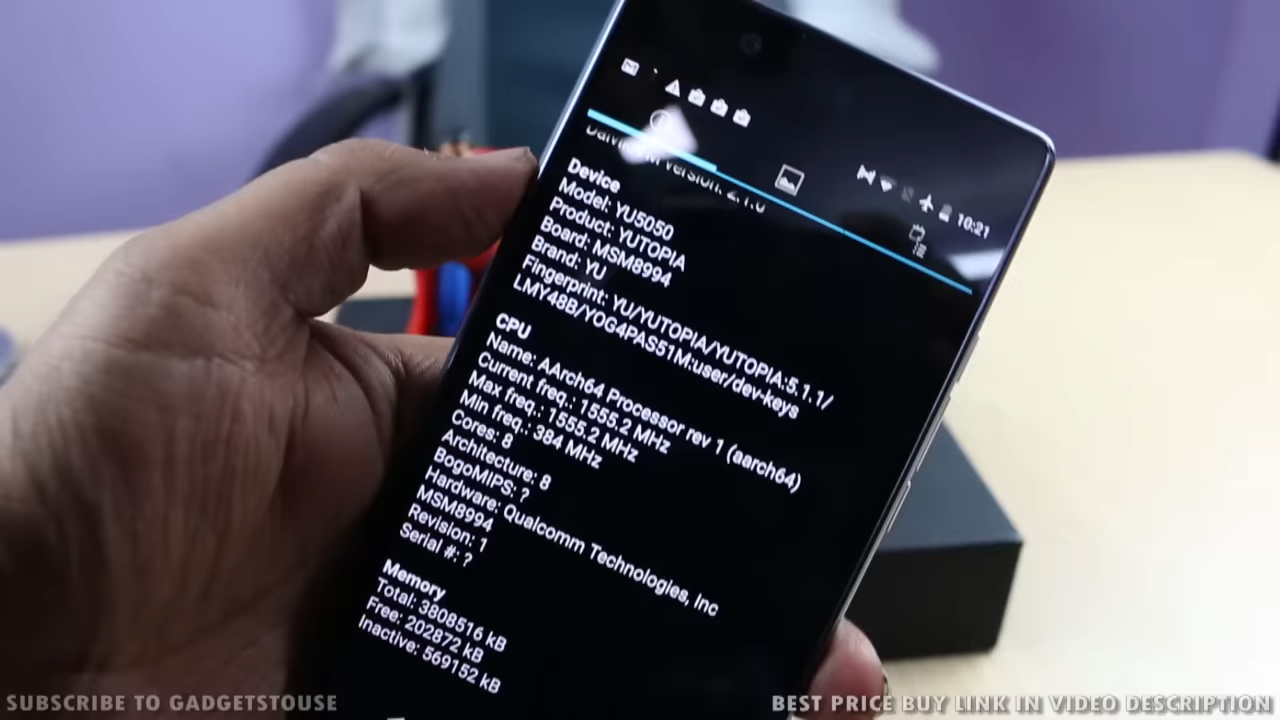 10:21
version: 2.1.0
Device
Model: YU5050
Product: YUTOPIA
Board: MSM8994
Brand: YU
Fingerprint: YU/YUTOPIA/YUTOPIA:5.1.1/
LMY48B/YOG4PAS51M:user/dev-keys
CPU
Name: AArch64 Processor rev 1 (aarch64)
Current freq.: 1555.2 MHz
Max freq.: 1555.2 MHz
Min freq.: 384 MHz
Cores: 8
Architecture: 8
BogoMIPS: ?
Hardware: Qualcomm Technologies, Inc
MSM8994
Revision: 1
Serial #: ?
Memory
Total: 3808516 kB
Free: 202872 kB
Inactive: 569152 kB
SUBSCRIBE TO GADGETSTOUSE
BEST PRICE BUY LINK IN VIDEO DESCRIPTION